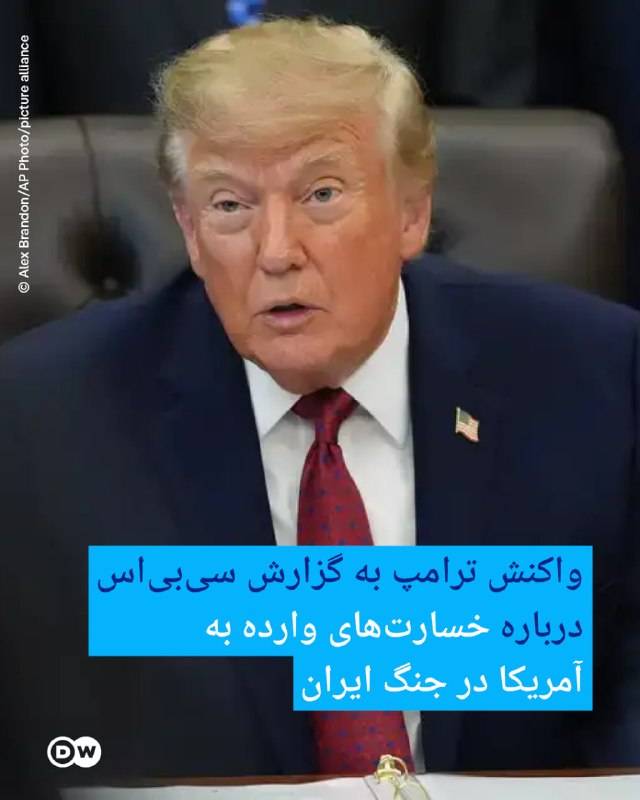 © Alex Brandon/AP Photo/picture alliance
واکنش ترامپ به گزارش سی‌بی‌اس
درباره خسارت‌های وارده به
آمریکا در جنگ ایران
DW